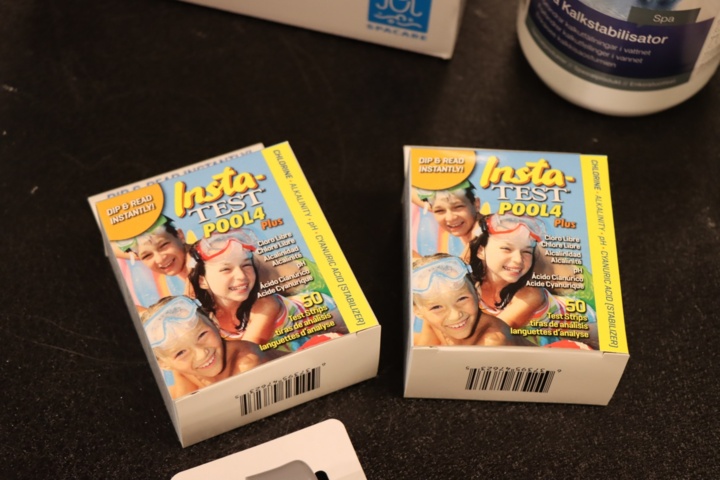 SPACARE
Kalkstabilisator
Spa
DIP & READ
INSTANTLY!
Insta-
TEST
POOL4
Plus
Cloro Libre
Chlore Libre
Alcalinidad
Alcalinité
pH
Ácido Cianúrico
Acide Cyanurique
50
Test Strips
tiras de análisis
languettes d'analyse
CHLORINE · ALKALINITY · pH · CYANURIC ACID [STABILIZER]
DIP & READ
INSTANTLY!
Insta-
TEST
POOL4
Plus
Cloro Libre
Chlore Libre
Alcalinidad
Alcalinité
pH
Ácido Cianúrico
Acide Cyanurique
50
Test Strips
tiras de análisis
languettes d'analyse
CHLORINE · ALKALINITY · pH · CYANURIC ACID [STABILIZER]